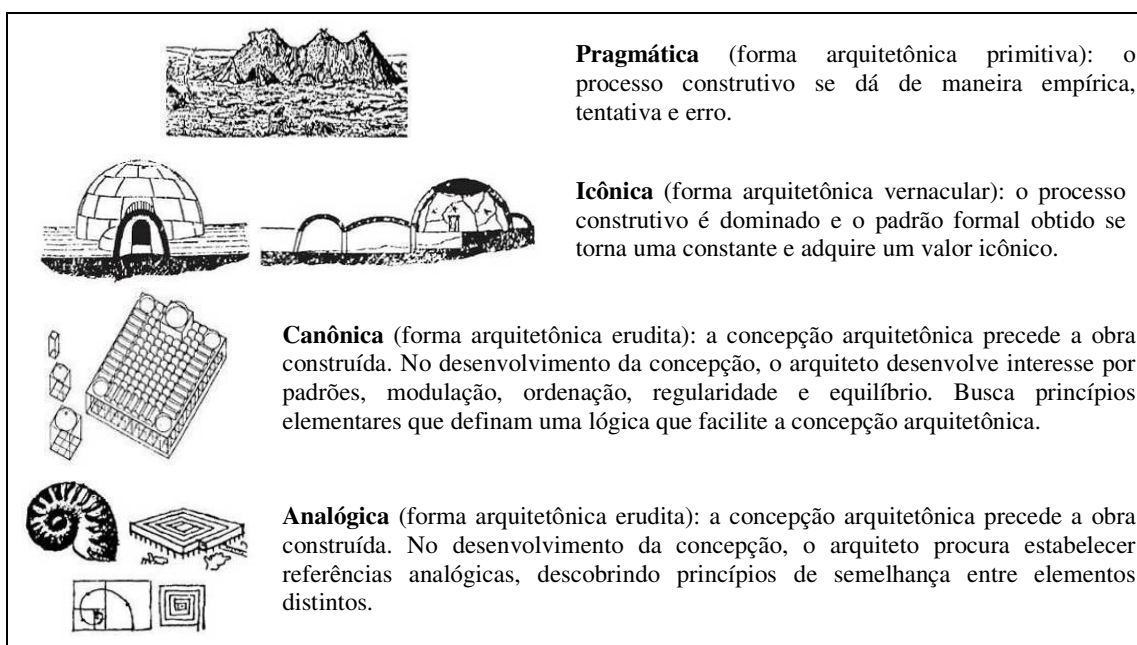 Pragmática (forma arquitetônica primitiva): o
processo construtivo se dá de maneira empírica,
tentativa e erro.
Icônica (forma arquitetônica vernacular): o processo
construtivo é dominado e o padrão formal obtido se
torna uma constante e adquire um valor icônico.
Canônica (forma arquitetônica erudita): a concepção arquitetônica precede a obra
construída. No desenvolvimento da concepção, o arquiteto desenvolve interesse por
padrões, modulação, ordenação, regularidade e equilíbrio. Busca princípios
elementares que definam uma lógica que facilite a concepção arquitetônica.
Analógica (forma arquitetônica erudita): a concepção arquitetônica precede a obra
construída. No desenvolvimento da concepção, o arquiteto procura estabelecer
referências analógicas, descobrindo princípios de semelhança entre elementos
distintos.